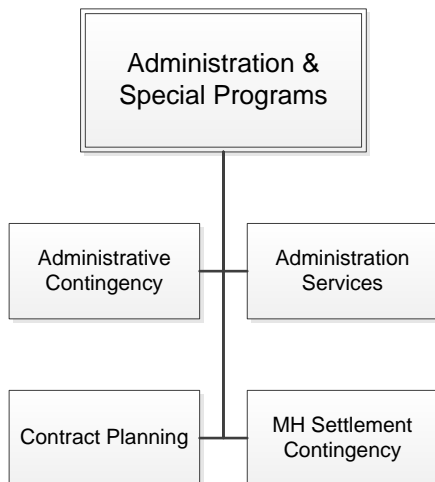 Administration &
Special Programs
Administrative
Contingency
Administration
Services
Contract Planning
MH Settlement
Contingency